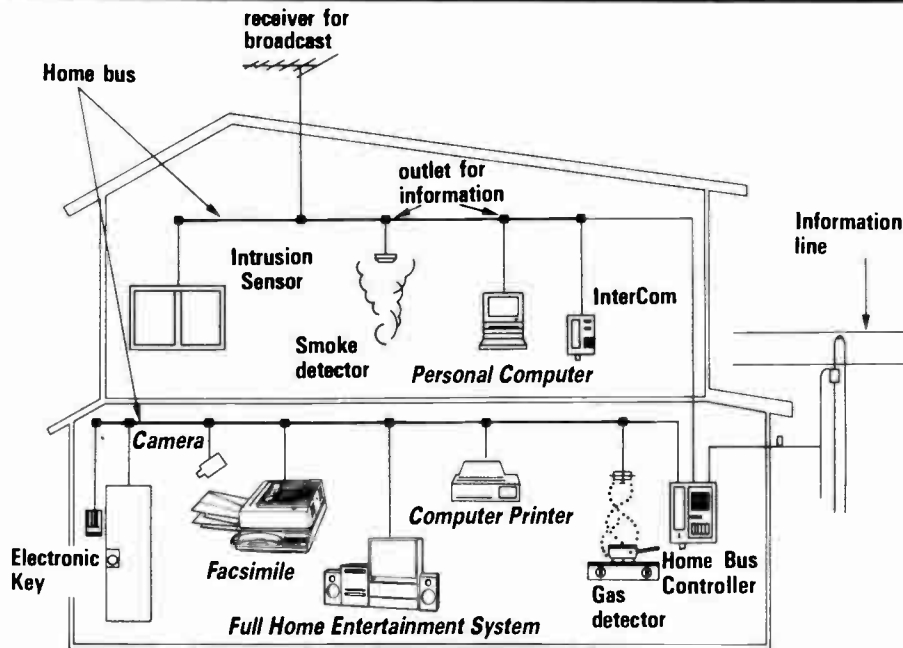 receiver for
broadcast
Home bus
outlet for
information
Information
line
Intrusion
Sensor
InterCom
Smoke
detector
Personal Computer
Camera
Computer Printer
Electronic
Key
Facsimile
Home Bus
Controller
Gas
detector
Full Home Entertainment System